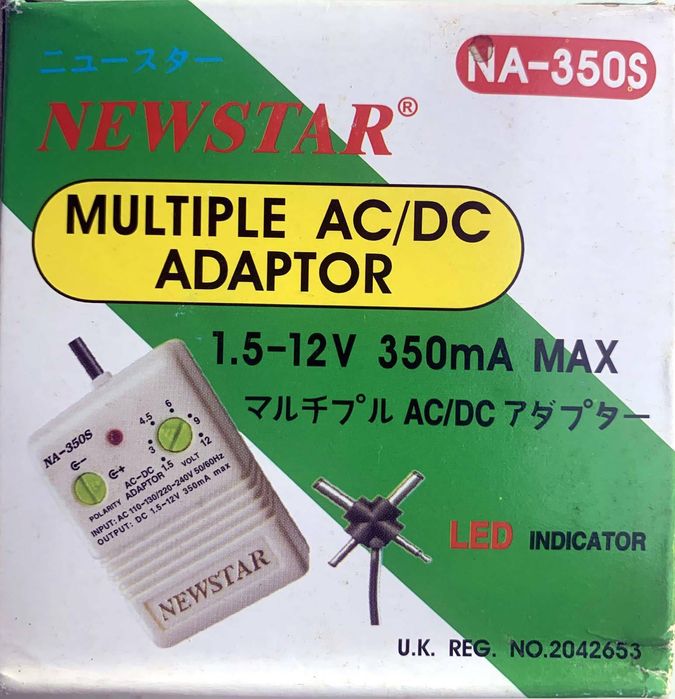 ニュースター
NA-350S
NEWSTAR®
MULTIPLE AC/DC
ADAPTOR
1.5-12V 350mA MAX
マルチプル AC/DC アダプター
NA-350S
4.5
6
9
12
3
1.5
VOLT
POLARITY
AC-DC
ADAPTOR
INPUT: AC 110-130/220-240V 50/60Hz
OUTPUT: DC 1.5-12V 350mA max
NEWSTAR
LED INDICATOR
U.K. REG. NO.2042653